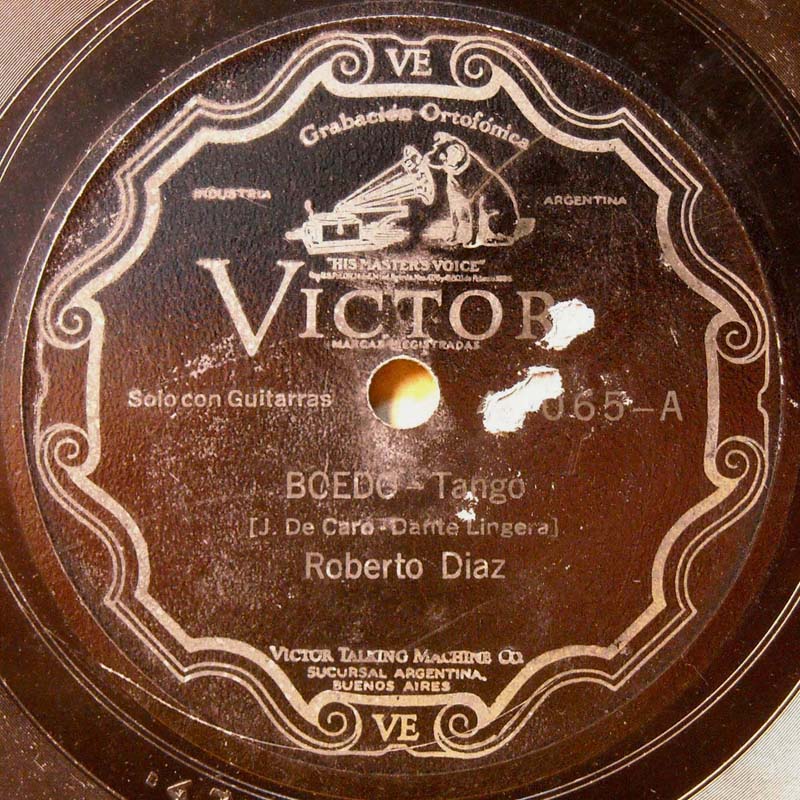 VE
Grabación Ortofónica
INDUSTRIA ARGENTINA
"HIS MASTER'S VOICE"
VICTOR
MARCAS REGISTRADAS
Solo con Guitarras 065-A
BOEDO - Tango
[J. De Caro - Dante Lingera]
Roberto Diaz
VICTOR TALKING MACHINE CO.
SUCURSAL ARGENTINA,
BUENOS AIRES
VE